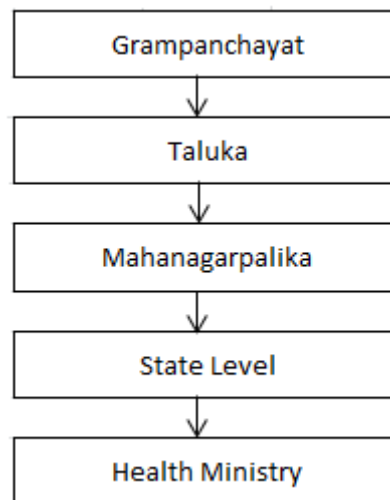 Grampanchayat
Taluka
Mahanagarpalika
State Level
Health Ministry